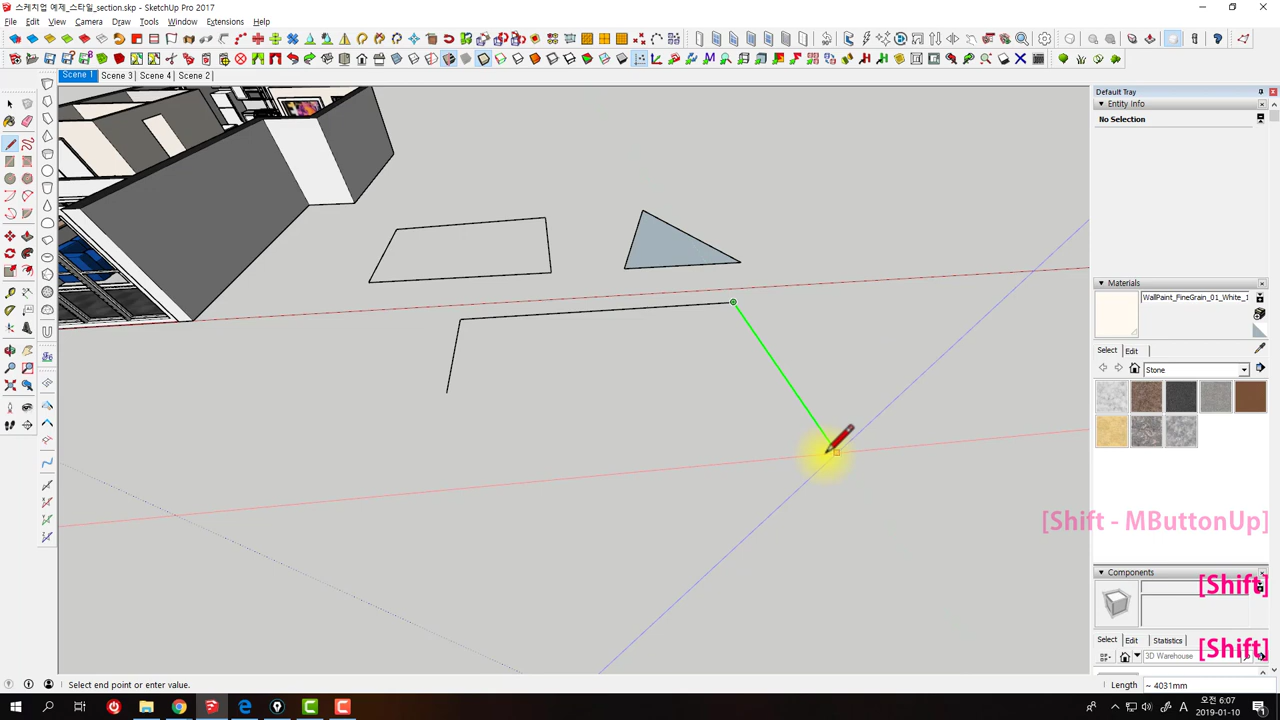 스케치업 예제_스타일_section.skp - SketchUp Pro 2017
File Edit View Camera Draw Tools Window Extensions Help
Scene 1 Scene 3 Scene 4 Scene 2
Default Tray
Entity Info
No Selection
Materials
WallPaint_FineGrain_01_White_1
Select Edit
Stone
[Shift - MButtonUp]
Components
[Shift]
Select Edit Statistics
3D Warehouse
[Shift]
Select end point or enter value.
Length ~ 4031mm
A 오전 6:07
2019-01-10